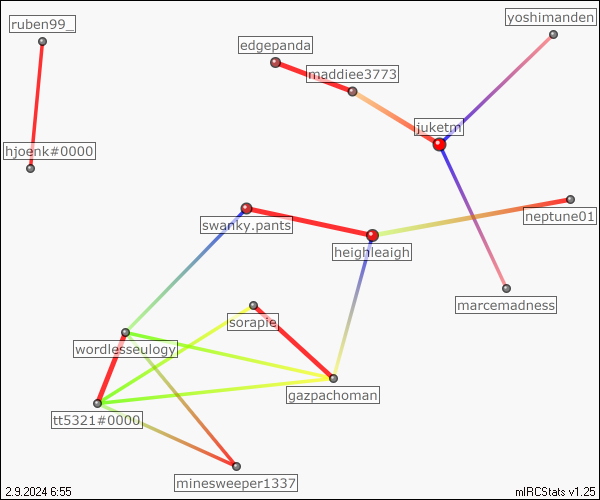 ruben99_
yoshimanden
edgepanda
maddiee3773
juketm
hjoenk#0000
swanky.pants
neptune01
heighleaigh
marcemadness
sorapie
wordlesseulogy
gazpachoman
tt5321#0000
minesweeper1337
2.9.2024 6:55
mIRCStats v1.25